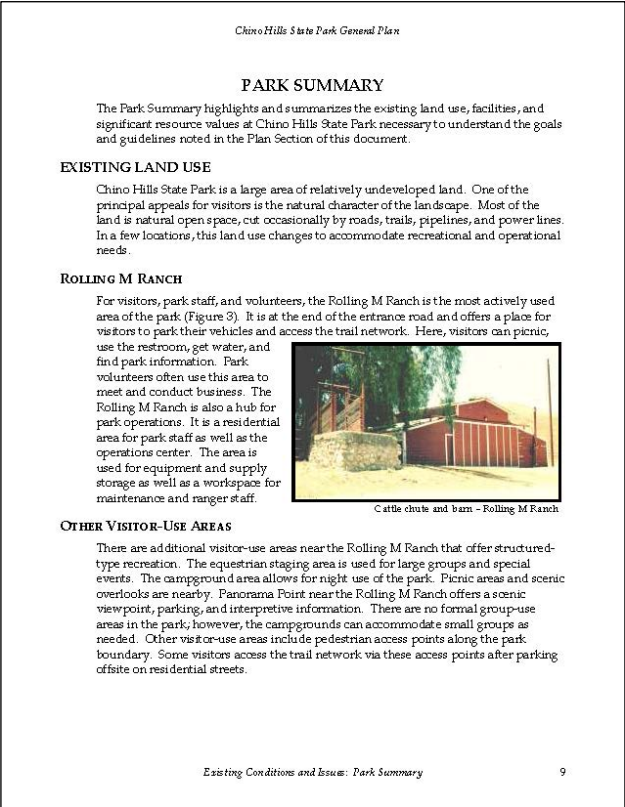 Chino Hills State Park General Plan
PARK SUMMARY
The Park Summary highlights and summarizes the existing land use, facilities, and
significant resource values at Chino Hills State Park necessary to understand the goals
and guidelines noted in the Plan Section of this document.
EXISTING LAND USE
Chino Hills State Park is a large area of relatively undeveloped land. One of the
principal appeals for visitors is the natural character of the landscape. Most of the
land is natural open space, cut occasionally by roads, trails, pipelines, and power lines.
In a few locations, this land use changes to accommodate recreational and operational
needs.
ROLLING M RANCH
For visitors, park staff, and volunteers, the Rolling M Ranch is the most actively used
area of the park (Figure 3). It is at the end of the entrance road and offers a place for
visitors to park their vehicles and access the trail network. Here, visitors can picnic,
use the restroom, get water, and
find park information. Park
volunteers often use this area to
meet and conduct business. The
Rolling M Ranch is also a hub for
park operations. It is a residential
area for park staff as well as the
operations center. The area is
used for equipment and supply
storage as well as a workspace for
maintenance and ranger staff.
Cattle chute and barn – Rolling M Ranch
OTHER VISITOR-USE AREAS
There are additional visitor-use areas near the Rolling M Ranch that offer structured-
type recreation. The equestrian staging area is used for large groups and special
events. The campground area allows for night use of the park. Picnic areas and scenic
overlooks are nearby. Panorama Point near the Rolling M Ranch offers a scenic
viewpoint, parking, and interpretive information. There are no formal group-use
areas in the park; however, the campgrounds can accommodate small groups as
needed. Other visitor-use areas include pedestrian access points along the park
boundary. Some visitors access the trail network via these access points after parking
offsite on residential streets.
Existing Conditions and Issues: Park Summary
9